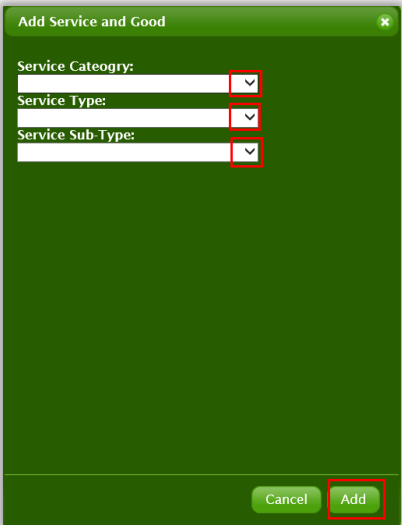 Add Service and Good
Service Cateogry:
Service Type:
Service Sub-Type:
Cancel Add